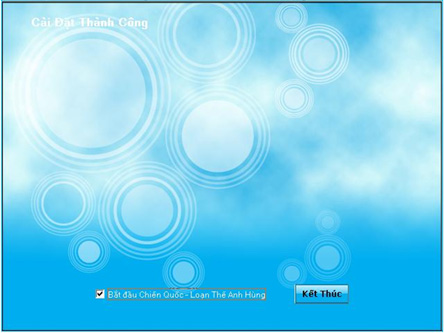 Cài Đặt Thành Công
Bắt đầu Chiến Quốc - Loạn Thế Anh Hùng
Kết Thúc